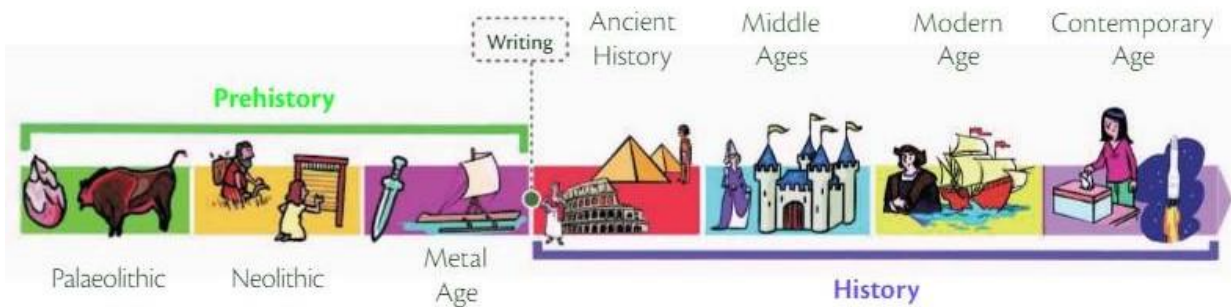 Writing
Ancient
History
Middle
Ages
Modern
Age
Contemporary
Age
Prehistory
Palaeolithic
Neolithic
Metal
Age
History